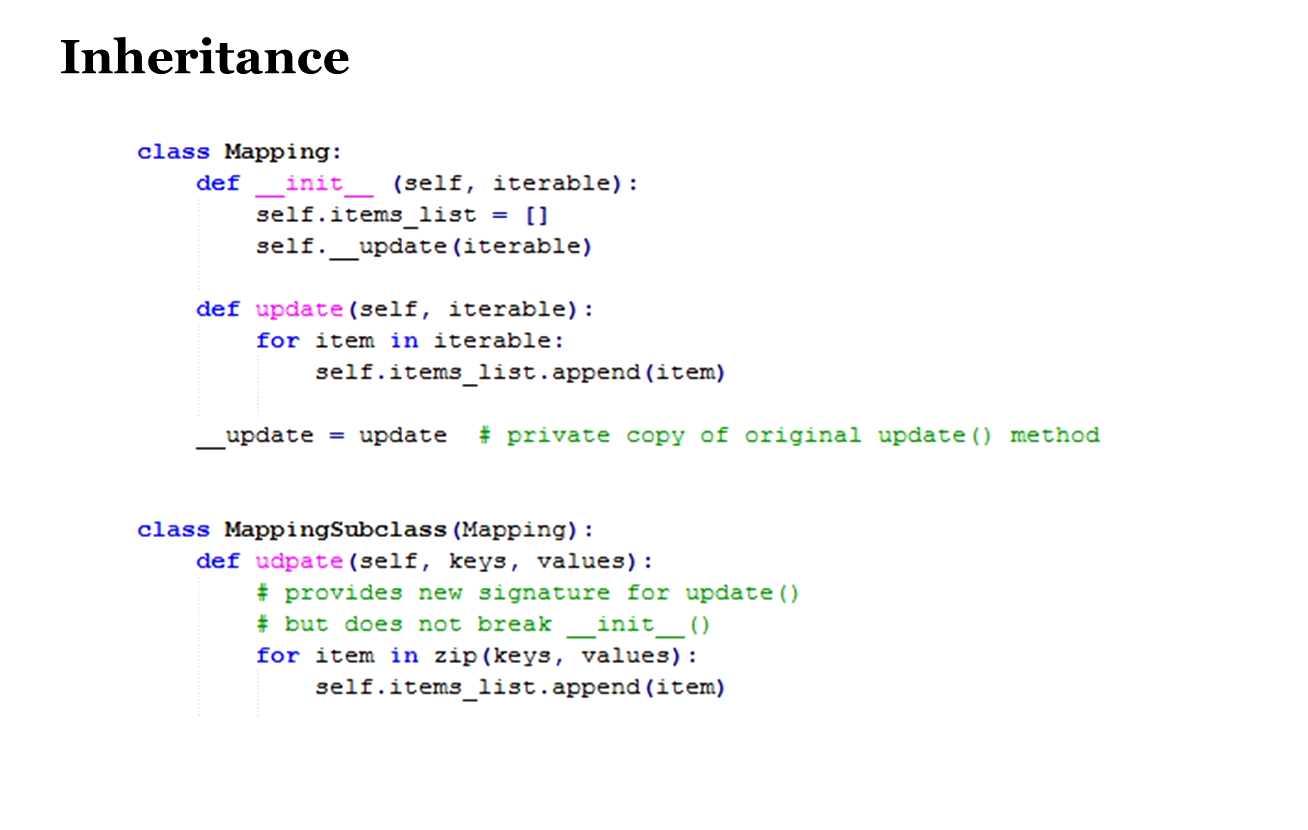 Inheritance
class Mapping:
    def __init__ (self, iterable):
        self.items_list = []
        self.__update(iterable)
    def update(self, iterable):
        for item in iterable:
            self.items_list.append(item)
    __update = update  # private copy of original update() method
class MappingSubclass(Mapping):
    def udpate(self, keys, values):
        # provides new signature for update()
        # but does not break __init__()
        for item in zip(keys, values):
            self.items_list.append(item)